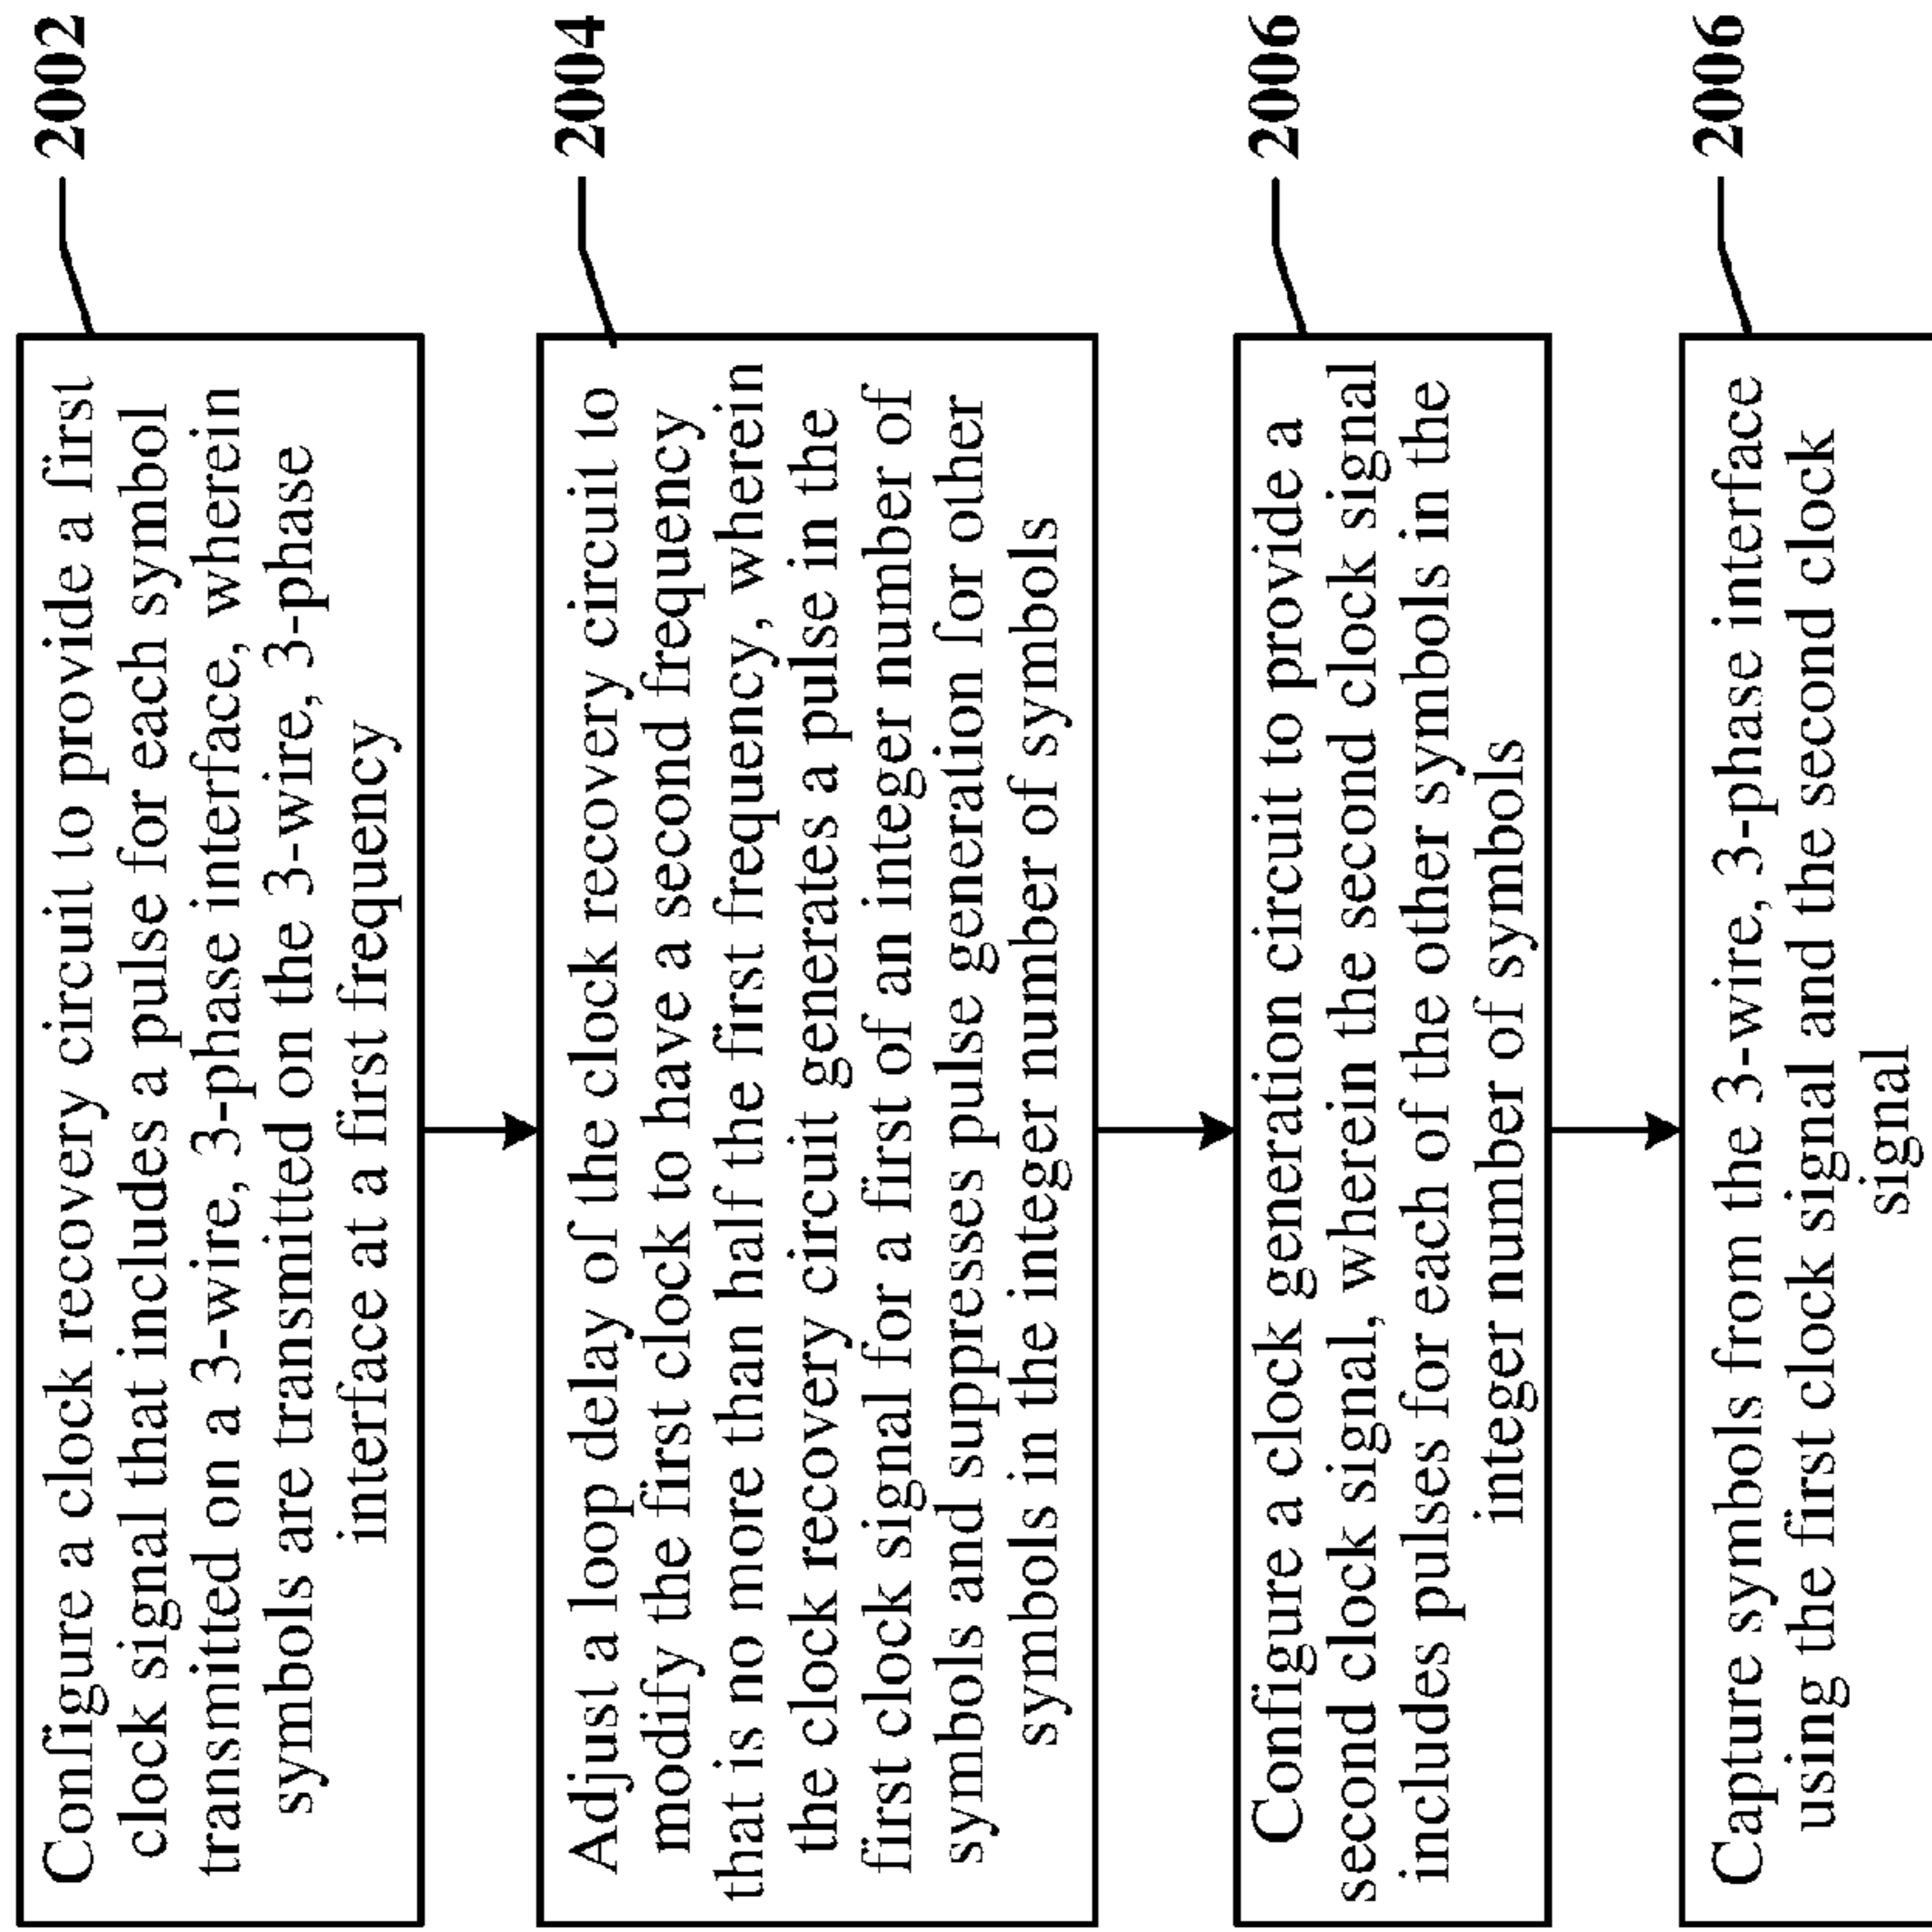 Configure a clock recovery circuit to provide a first
clock signal that includes a pulse for each symbol
transmitted on a 3-wire, 3-phase interface, wherein
symbols are transmitted on the 3-wire, 3-phase
interface at a first frequency
2002
Adjust a loop delay of the clock recovery circuit to
modify the first clock to have a second frequency
that is no more than half the first frequency, wherein
the clock recovery circuit generates a pulse in the
first clock signal for a first of an integer number of
symbols and suppresses pulse generation for other
symbols in the integer number of symbols
2004
Configure a clock generation circuit to provide a
second clock signal, wherein the second clock signal
includes pulses for each of the other symbols in the
integer number of symbols
2006
Capture symbols from the 3-wire, 3-phase interface
using the first clock signal and the second clock
signal
2006